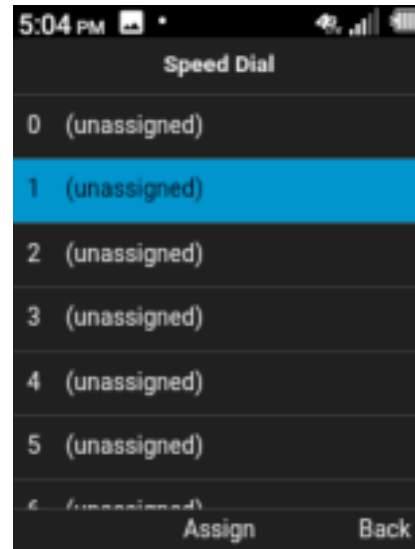 5:04 PM
Speed Dial
0 (unassigned)
1 (unassigned)
2 (unassigned)
3 (unassigned)
4 (unassigned)
5 (unassigned)
Assign Back